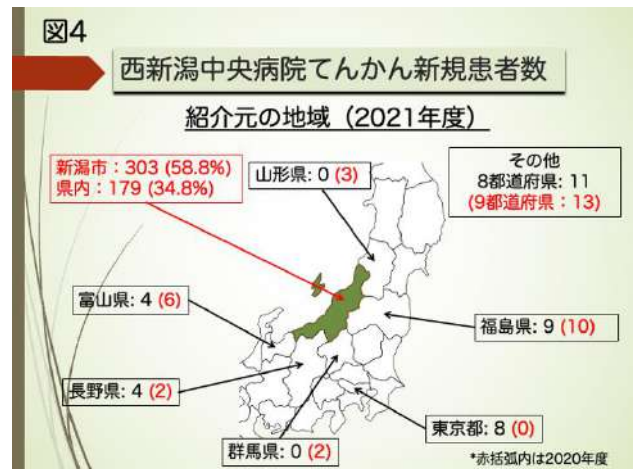 図4
西新潟中央病院てんかん新規患者数
紹介元の地域（2021年度）
新潟市：303 (58.8%)
県内：179 (34.8%)
山形県: 0 (3)
その他
8都道府県: 11
(9都道府県：13)
富山県: 4 (6)
福島県: 9 (10)
長野県: 4 (2)
東京都: 8 (0)
群馬県: 0 (2)
*赤括弧内は2020年度